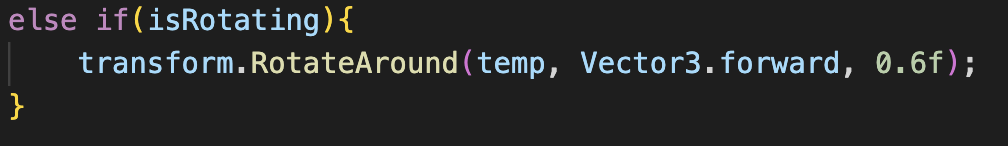 else if(isRotating){
    transform.RotateAround(temp, Vector3.forward, 0.6f);
}